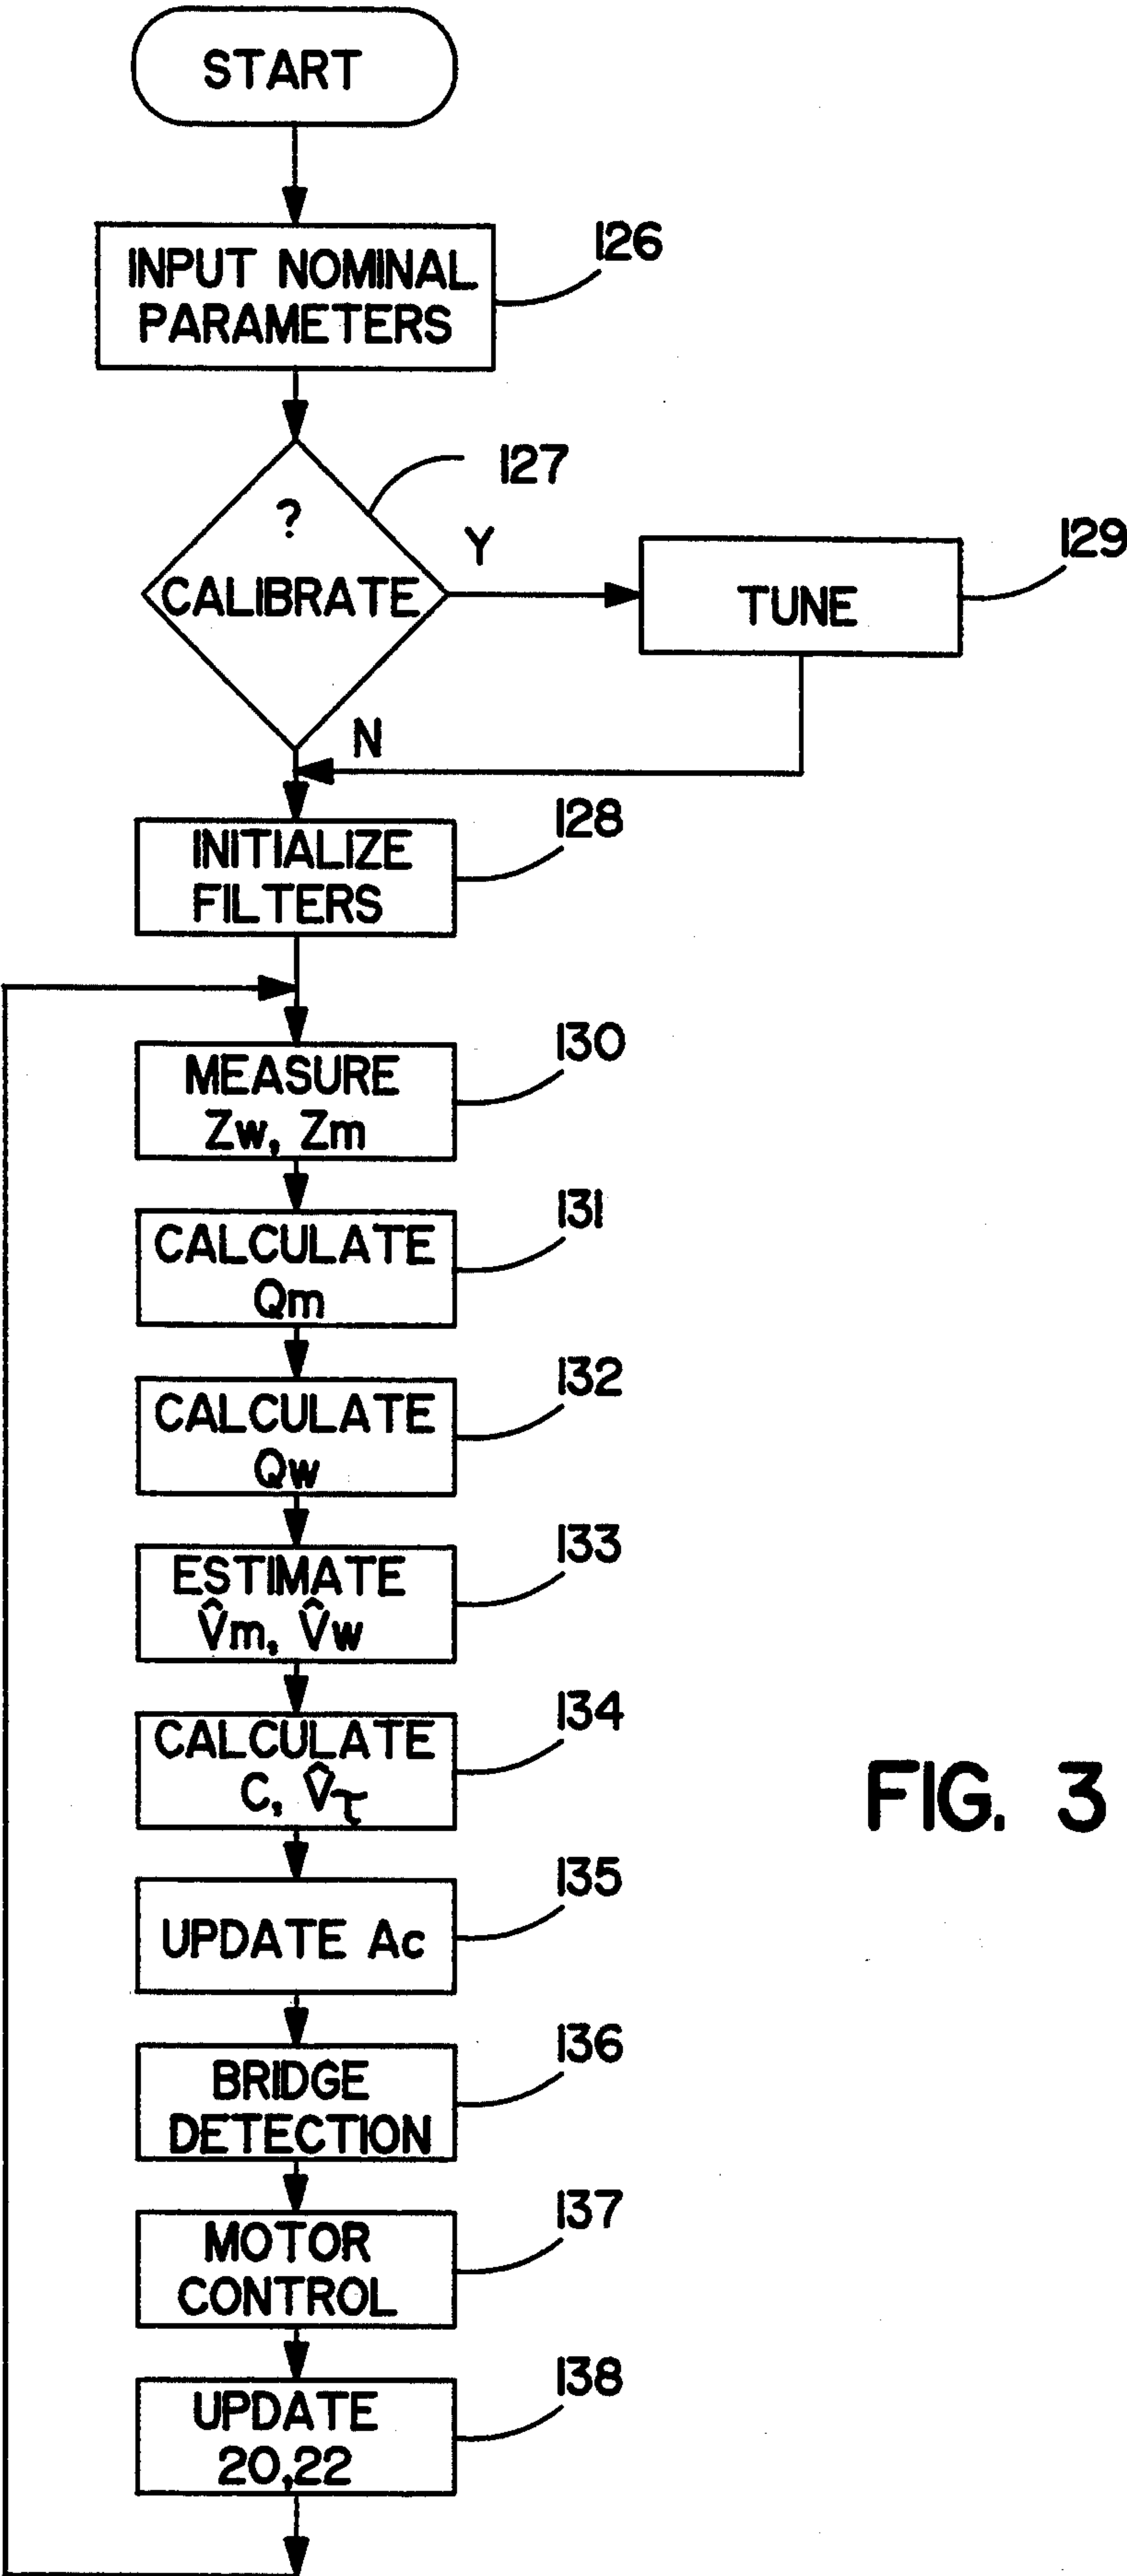 START
INPUT NOMINAL
PARAMETERS
126
?
CALIBRATE
127
Y
TUNE
129
N
INITIALIZE
FILTERS
128
MEASURE
Zw, Zm
130
CALCULATE
Qm
131
CALCULATE
Qw
132
ESTIMATE
V̂m, V̂w
133
CALCULATE
C, V̂τ
134
UPDATE Ac
135
BRIDGE
DETECTION
136
MOTOR
CONTROL
137
UPDATE
20,22
138
FIG. 3